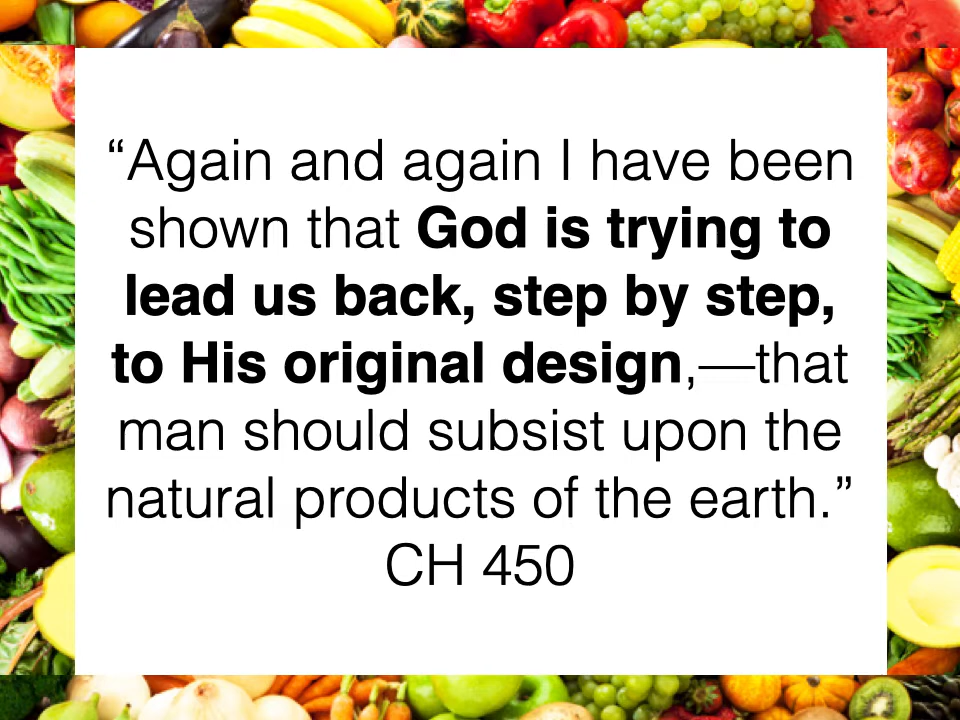 “Again and again I have been
shown that God is trying to
lead us back, step by step,
to His original design,—that
man should subsist upon the
natural products of the earth.”
CH 450